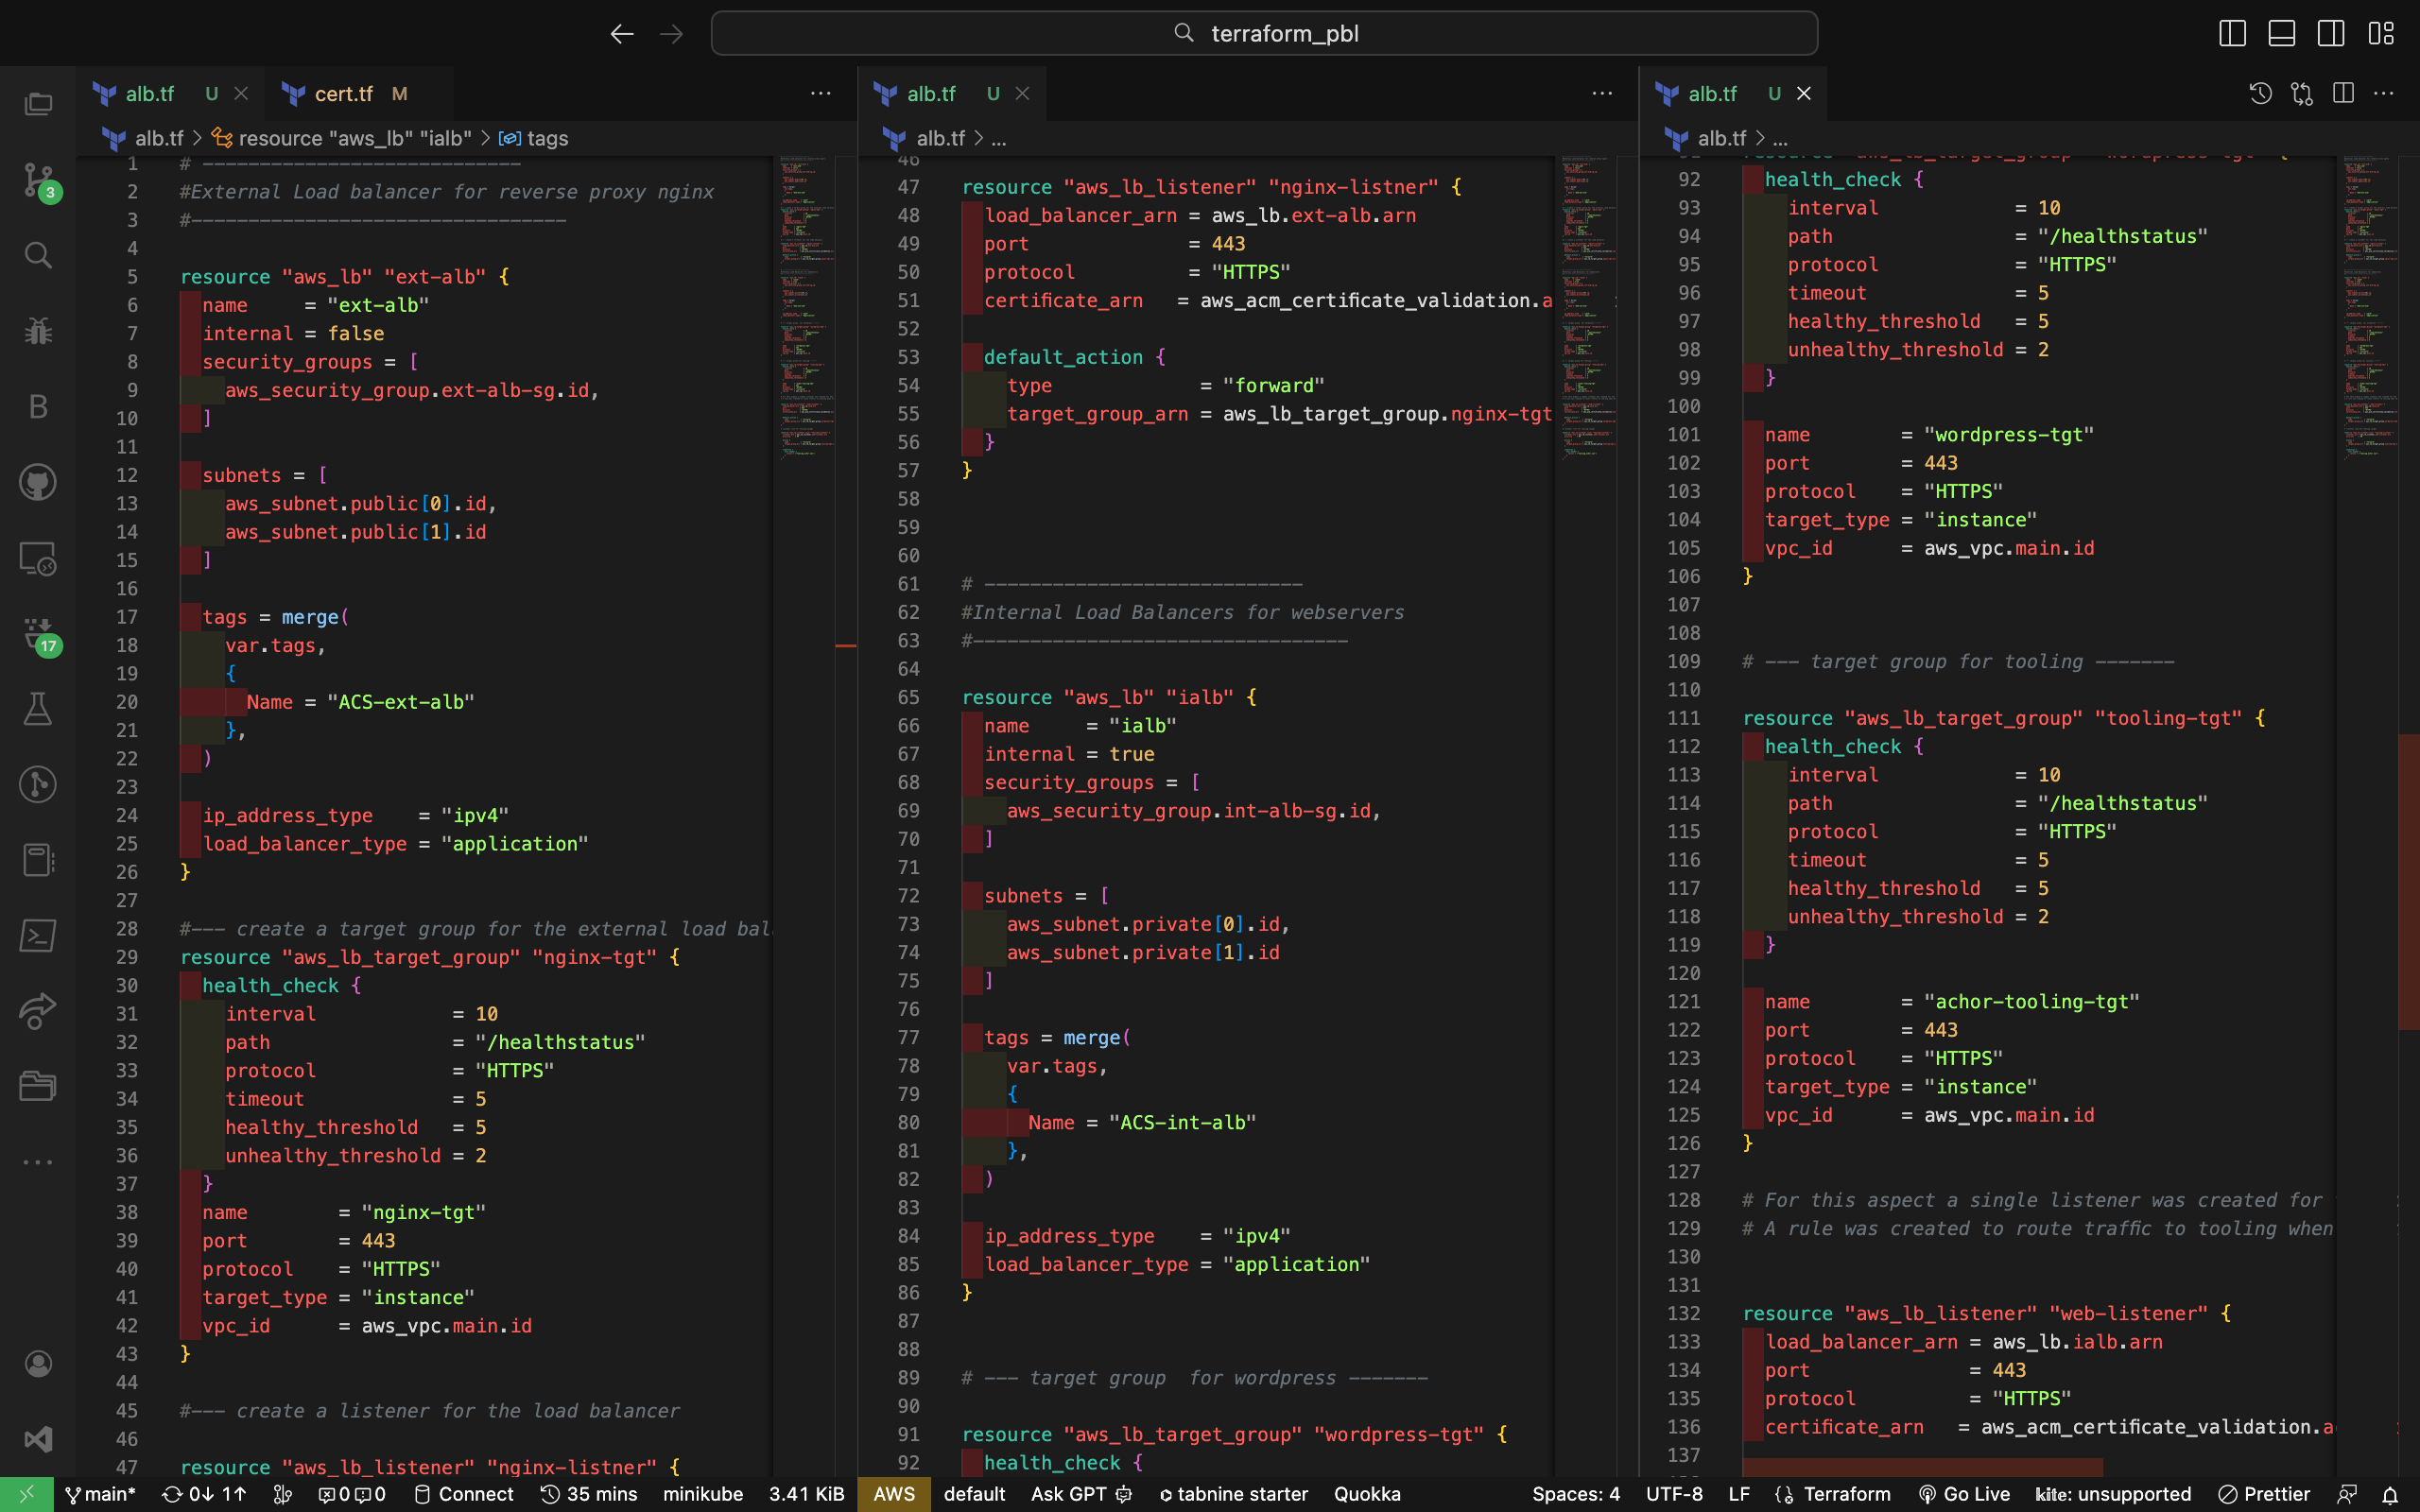 terraform_pbl
alb.tf U
cert.tf M
alb.tf > resource "aws_lb" "ialb" > tags
1 # ----------------------------
2 #External Load balancer for reverse proxy nginx
3 #---------------------------------
4
5 resource "aws_lb" "ext-alb" {
6 name     = "ext-alb"
7 internal = false
8 security_groups = [
9 aws_security_group.ext-alb-sg.id,
10 ]
11
12 subnets = [
13 aws_subnet.public[0].id,
14 aws_subnet.public[1].id
15 ]
16
17 tags = merge(
18 var.tags,
19 {
20 Name = "ACS-ext-alb"
21 },
22 )
23
24 ip_address_type    = "ipv4"
25 load_balancer_type = "application"
26 }
27
28 #--- create a target group for the external load bal
29 resource "aws_lb_target_group" "nginx-tgt" {
30 health_check {
31 interval            = 10
32 path                = "/healthstatus"
33 protocol            = "HTTPS"
34 timeout             = 5
35 healthy_threshold   = 5
36 unhealthy_threshold = 2
37 }
38 name        = "nginx-tgt"
39 port        = 443
40 protocol    = "HTTPS"
41 target_type = "instance"
42 vpc_id      = aws_vpc.main.id
43 }
44
45 #--- create a listener for the load balancer
46
47 resource "aws_lb_listener" "nginx-listner" {
alb.tf U
alb.tf > ...
46
47 resource "aws_lb_listener" "nginx-listner" {
48 load_balancer_arn = aws_lb.ext-alb.arn
49 port              = 443
50 protocol          = "HTTPS"
51 certificate_arn   = aws_acm_certificate_validation.a
52
53 default_action {
54 type             = "forward"
55 target_group_arn = aws_lb_target_group.nginx-tgt
56 }
57 }
58
59
60
61 # ----------------------------
62 #Internal Load Balancers for webservers
63 #---------------------------------
64
65 resource "aws_lb" "ialb" {
66 name     = "ialb"
67 internal = true
68 security_groups = [
69 aws_security_group.int-alb-sg.id,
70 ]
71
72 subnets = [
73 aws_subnet.private[0].id,
74 aws_subnet.private[1].id
75 ]
76
77 tags = merge(
78 var.tags,
79 {
80 Name = "ACS-int-alb"
81 },
82 )
83
84 ip_address_type    = "ipv4"
85 load_balancer_type = "application"
86 }
87
88
89 # --- target group  for wordpress -------
90
91 resource "aws_lb_target_group" "wordpress-tgt" {
92 health_check {
alb.tf U
alb.tf > ...
91 resource "aws_lb_target_group" "wordpress-tgt" {
92 health_check {
93 interval            = 10
94 path                = "/healthstatus"
95 protocol            = "HTTPS"
96 timeout             = 5
97 healthy_threshold   = 5
98 unhealthy_threshold = 2
99 }
100
101 name        = "wordpress-tgt"
102 port        = 443
103 protocol    = "HTTPS"
104 target_type = "instance"
105 vpc_id      = aws_vpc.main.id
106 }
107
108
109 # --- target group for tooling -------
110
111 resource "aws_lb_target_group" "tooling-tgt" {
112 health_check {
113 interval            = 10
114 path                = "/healthstatus"
115 protocol            = "HTTPS"
116 timeout             = 5
117 healthy_threshold   = 5
118 unhealthy_threshold = 2
119 }
120
121 name        = "achor-tooling-tgt"
122 port        = 443
123 protocol    = "HTTPS"
124 target_type = "instance"
125 vpc_id      = aws_vpc.main.id
126 }
127
128 # For this aspect a single listener was created for
129 # A rule was created to route traffic to tooling when
130
131
132 resource "aws_lb_listener" "web-listener" {
133 load_balancer_arn = aws_lb.ialb.arn
134 port              = 443
135 protocol          = "HTTPS"
136 certificate_arn   = aws_acm_certificate_validation.a
137
3
B
17
main* 0↓ 1↑ 0 0 Connect 35 mins minikube 3.41 KiB AWS default Ask GPT tabnine starter Quokka Spaces: 4 UTF-8 LF Terraform Go Live kite: unsupported Prettier